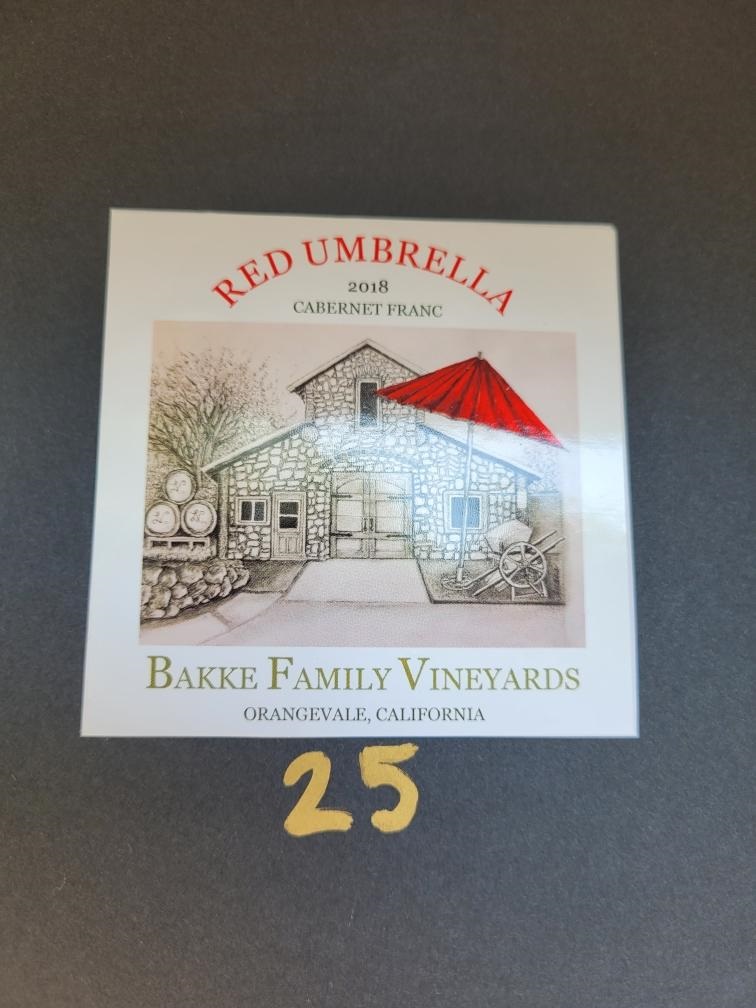 RED UMBRELLA
2018
CABERNET FRANC
BAKKE FAMILY VINEYARDS
ORANGEVALE, CALIFORNIA
25